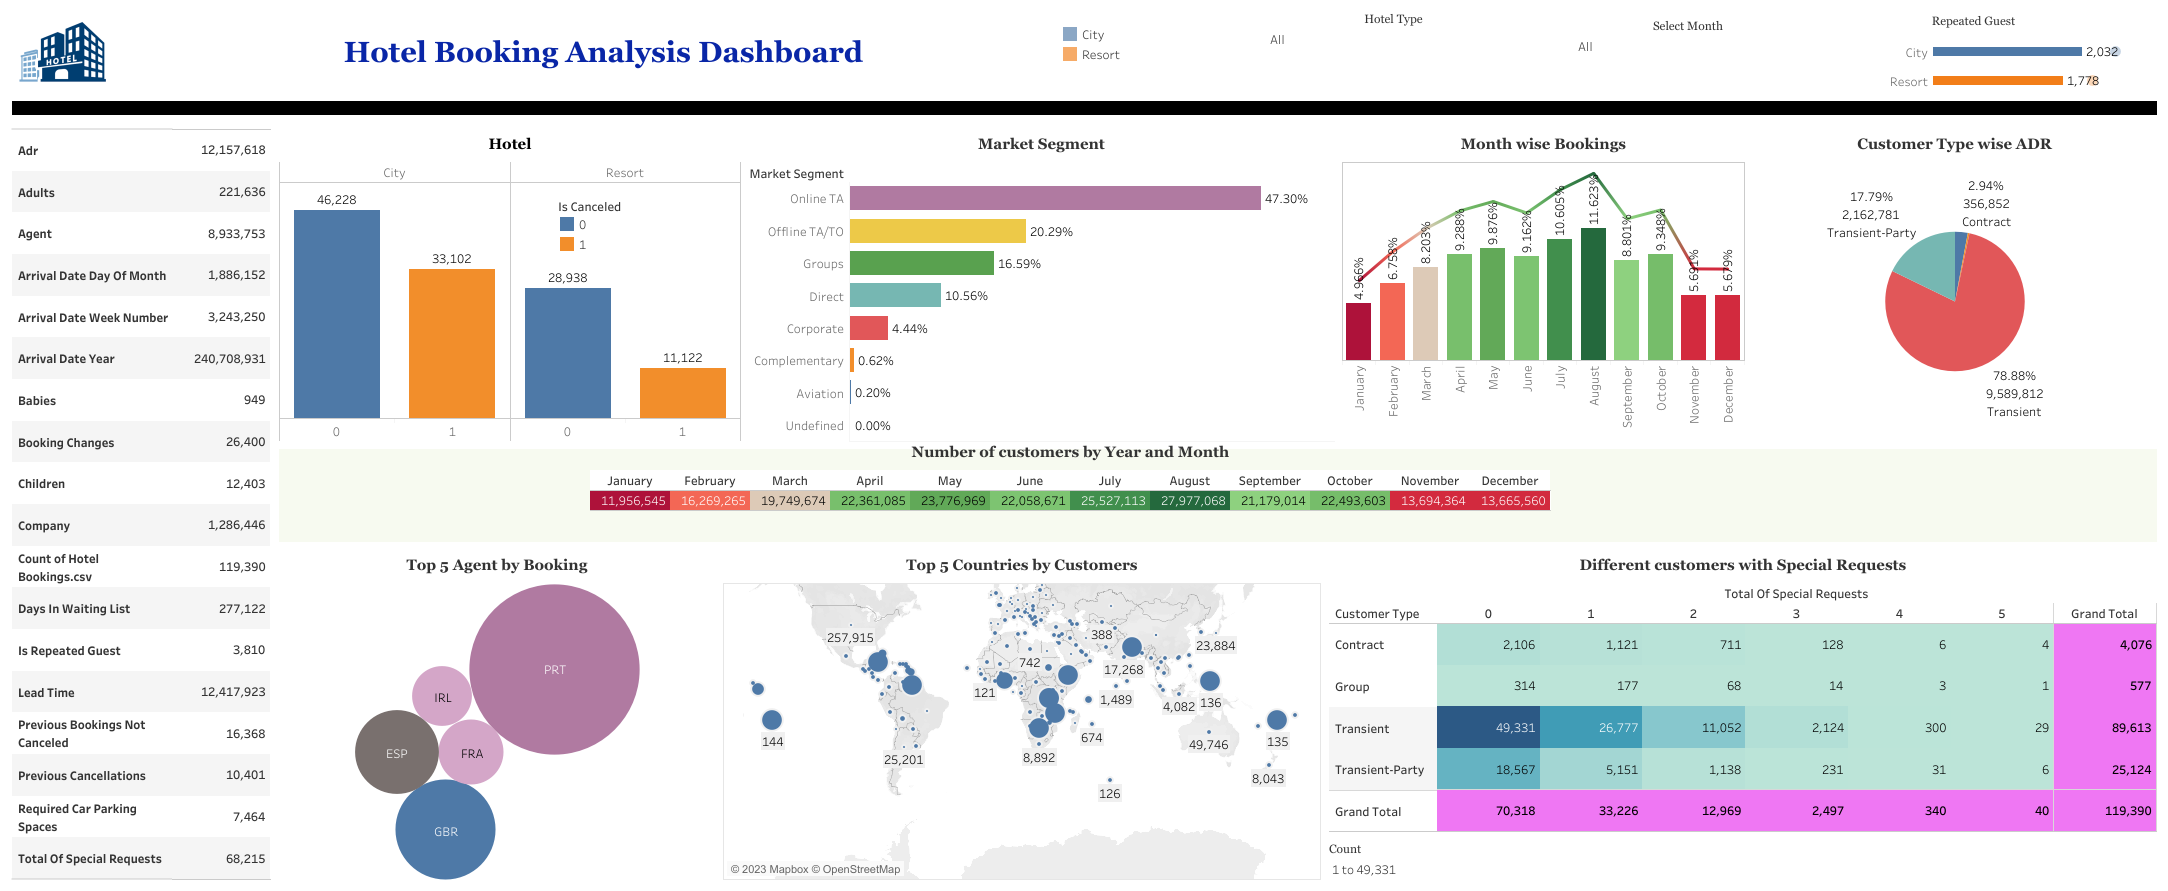 HOTEL
Hotel Booking Analysis Dashboard
City
Resort
Hotel Type
All
Select Month
All
Repeated Guest
City 2,032
Resort 1,778
Adr 12,157,618
Adults 221,636
Agent 8,933,753
Arrival Date Day Of Month 1,886,152
Arrival Date Week Number 3,243,250
Arrival Date Year 240,708,931
Babies 949
Booking Changes 26,400
Children 12,403
Company 1,286,446
Count of Hotel
Bookings.csv 119,390
Days In Waiting List 277,122
Is Repeated Guest 3,810
Lead Time 12,417,923
Previous Bookings Not
Canceled 16,368
Previous Cancellations 10,401
Required Car Parking
Spaces 7,464
Total Of Special Requests 68,215
Hotel
City Resort
46,228
33,102
28,938
11,122
Is Canceled
0
1
0 1 0 1
Market Segment
Market Segment
Online TA 47.30%
Offline TA/TO 20.29%
Groups 16.59%
Direct 10.56%
Corporate 4.44%
Complementary 0.62%
Aviation 0.20%
Undefined 0.00%
Month wise Bookings
4.966%
6.758%
8.203%
9.288%
9.876%
9.162%
10.605%
11.623%
8.801%
9.348%
5.691%
5.679%
January
February
March
April
May
June
July
August
September
October
November
December
Customer Type wise ADR
17.79%
2,162,781
Transient-Party
2.94%
356,852
Contract
78.88%
9,589,812
Transient
Number of customers by Year and Month
January February March April May June July August September October November December
11,956,545 16,269,265 19,749,674 22,361,085 23,776,969 22,058,671 25,527,113 27,977,068 21,179,014 22,493,603 13,694,364 13,665,560
Top 5 Agent by Booking
PRT
IRL
ESP
FRA
GBR
Top 5 Countries by Customers
257,915
388
23,884
742
17,268
121
1,489
4,082
136
144
674
49,746
135
25,201
8,892
8,043
126
© 2023 Mapbox © OpenStreetMap
Different customers with Special Requests
Total Of Special Requests
Customer Type 0 1 2 3 4 5 Grand Total
Contract 2,106 1,121 711 128 6 4 4,076
Group 314 177 68 14 3 1 577
Transient 49,331 26,777 11,052 2,124 300 29 89,613
Transient-Party 18,567 5,151 1,138 231 31 6 25,124
Grand Total 70,318 33,226 12,969 2,497 340 40 119,390
Count
1 to 49,331